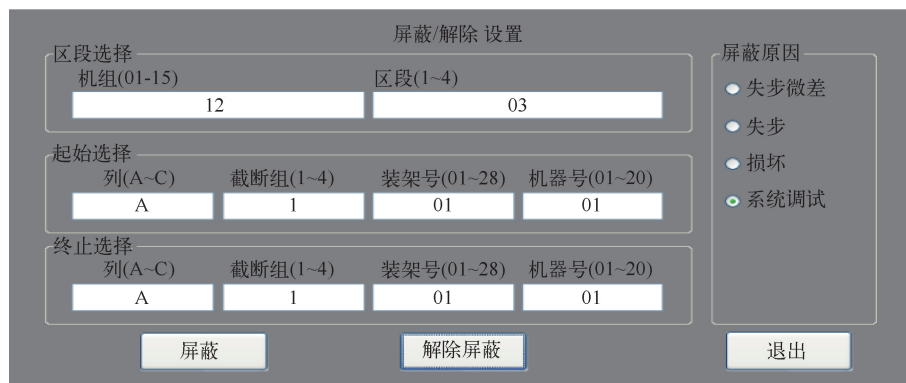 屏蔽/解除 设置
区段选择
机组(01-15) 区段(1~4)
12 03
起始选择
列(A~C) 截断组(1~4) 装架号(01~28) 机器号(01~20)
A 1 01 01
终止选择
列(A~C) 截断组(1~4) 装架号(01~28) 机器号(01~20)
A 1 01 01
屏蔽原因
失步微差
失步
损坏
系统调试
屏蔽 解除屏蔽 退出